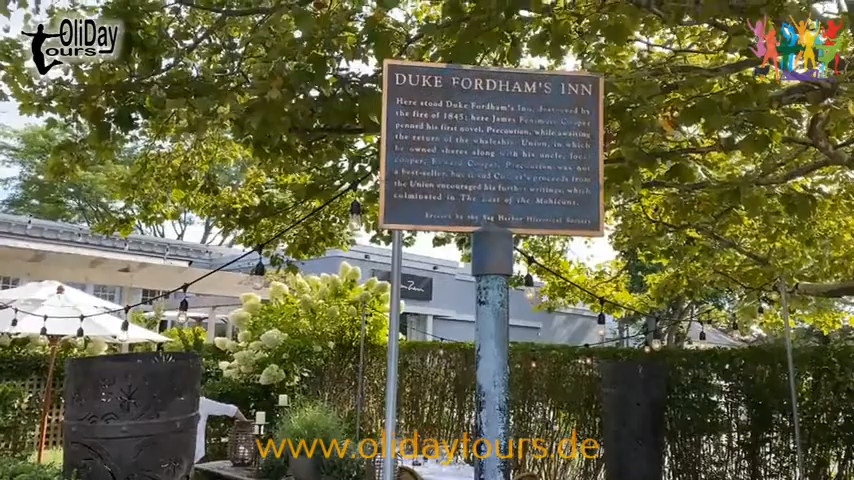 OliDay
TOURS
DUKE FORDHAM'S INN
Here stood Duke Fordham's Inn, destroyed by
the fire of 1845; here James Fenimore Cooper
penned his first novel, Precaution, while awaiting
the return of the whaleship Union, in which
he owned shares along with his uncle, local
cooper,
Precaution was not
a success, but
proceeds from
the Union encouraged his further writings, which
culminated in The Last of the Mohicans.
Erected by the Sag Harbor Historical Society
Zen
www.olidaytours.de